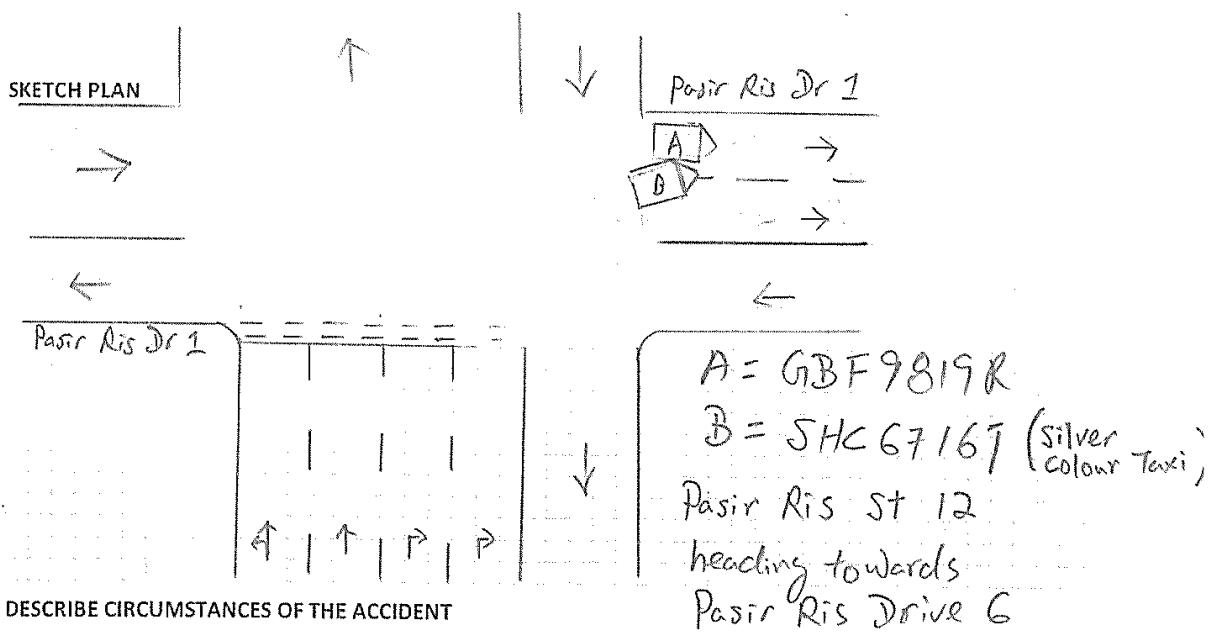 SKETCH PLAN
Pasir Ris Dr 1
A
B
Pasir Ris Dr 1
A = GBF9819R
B = SHC6716T (Silver
colour Taxi)
Pasir Ris St 12
heading towards
Pasir Ris Drive 6
DESCRIBE CIRCUMSTANCES OF THE ACCIDENT